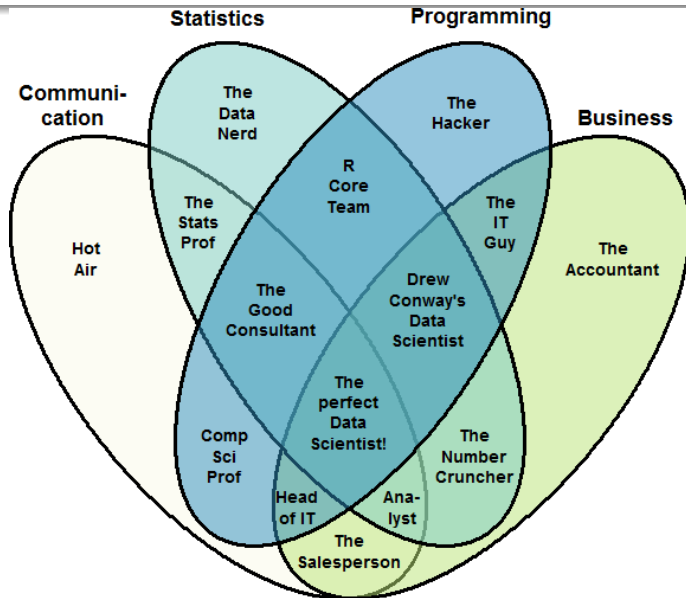 Statistics
Programming
Communi-
cation
Business
The
Data
Nerd
The
Hacker
R
Core
Team
The
Stats
Prof
The
IT
Guy
Hot
Air
The
Accountant
The
Good
Consultant
Drew
Conway's
Data
Scientist
The
perfect
Data
Scientist!
Comp
Sci
Prof
The
Number
Cruncher
Head
of IT
Ana-
lyst
The
Salesperson